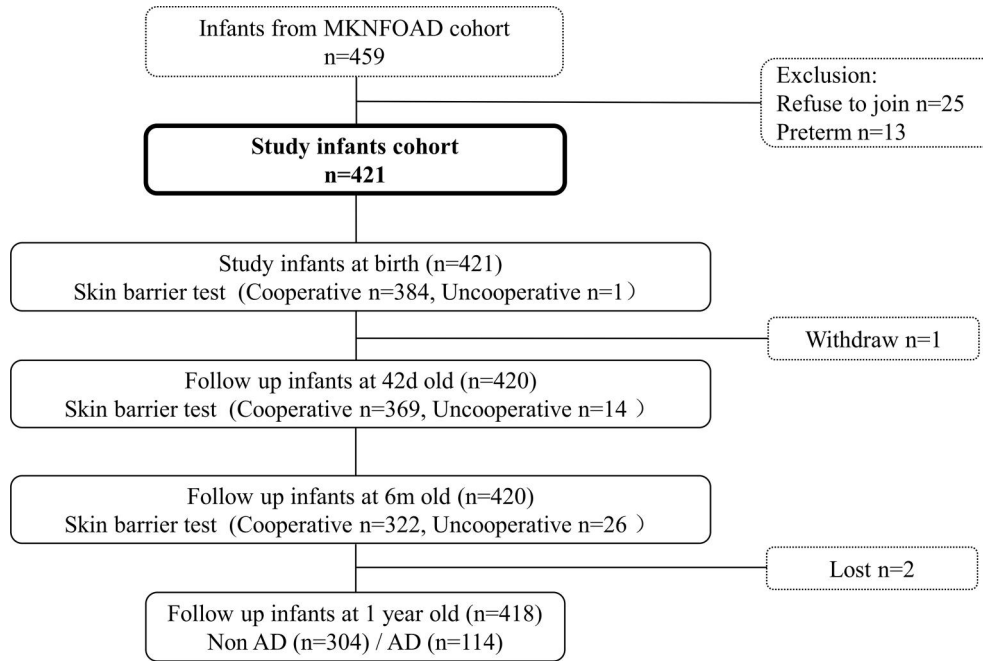 Infants from MKNFOAD cohort
n=459
Exclusion:
Refuse to join n=25
Preterm n=13
Study infants cohort
n=421
Study infants at birth (n=421)
Skin barrier test (Cooperative n=384, Uncooperative n=1）
Withdraw n=1
Follow up infants at 42d old (n=420)
Skin barrier test (Cooperative n=369, Uncooperative n=14 ）
Follow up infants at 6m old (n=420)
Skin barrier test (Cooperative n=322, Uncooperative n=26 ）
Lost n=2
Follow up infants at 1 year old (n=418)
Non AD (n=304) / AD (n=114)